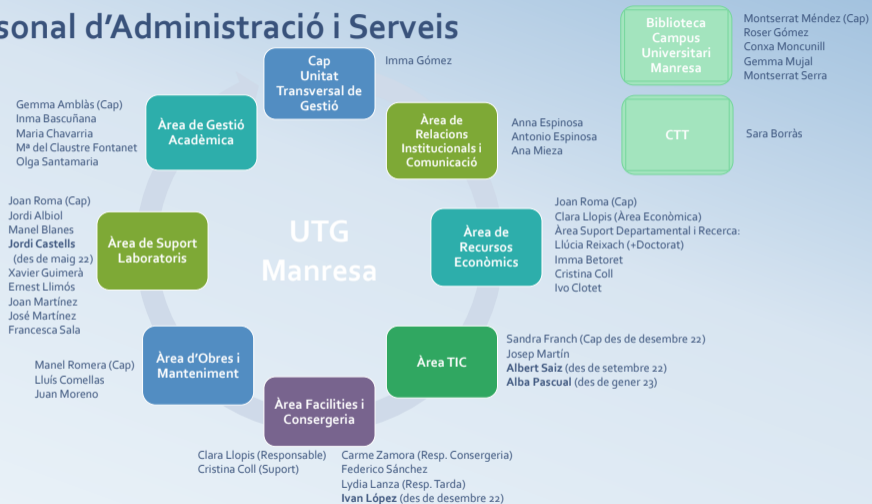 sonal d'Administració i Serveis
Cap
Unitat
Transversal de
Gestió
Imma Gómez
Biblioteca
Campus
Universitari
Manresa
Montserrat Méndez (Cap)
Roser Gómez
Conxa Moncunill
Gemma Mujal
Montserrat Serra
Gemma Amblàs (Cap)
Inma Bascuñana
Maria Chavarria
Mª del Claustre Fontanet
Olga Santamaria
Àrea de Gestió
Acadèmica
Àrea de
Relacions
Institucionals i
Comunicació
Anna Espinosa
Antonio Espinosa
Ana Mieza
CTT
Sara Borràs
Joan Roma (Cap)
Jordi Albiol
Manel Blanes
Jordi Castells
(des de maig 22)
Xavier Guimerà
Ernest Llimós
Joan Martínez
José Martínez
Francesca Sala
Àrea de Suport
Laboratoris
UTG
Manresa
Àrea de
Recursos
Econòmics
Joan Roma (Cap)
Clara Llopis (Àrea Econòmica)
Àrea Suport Departamental i Recerca:
Llúcia Reixach (+Doctorat)
Imma Betoret
Cristina Coll
Ivo Clotet
Manel Romera (Cap)
Lluís Comellas
Juan Moreno
Àrea d'Obres i
Manteniment
Àrea TIC
Sandra Franch (Cap des de desembre 22)
Josep Martín
Albert Saiz (des de setembre 22)
Alba Pascual (des de gener 23)
Àrea Facilities i
Consergeria
Clara Llopis (Responsable)
Cristina Coll (Suport)
Carme Zamora (Resp. Consergeria)
Federico Sánchez
Lydia Lanza (Resp. Tarda)
Ivan López (des de desembre 22)